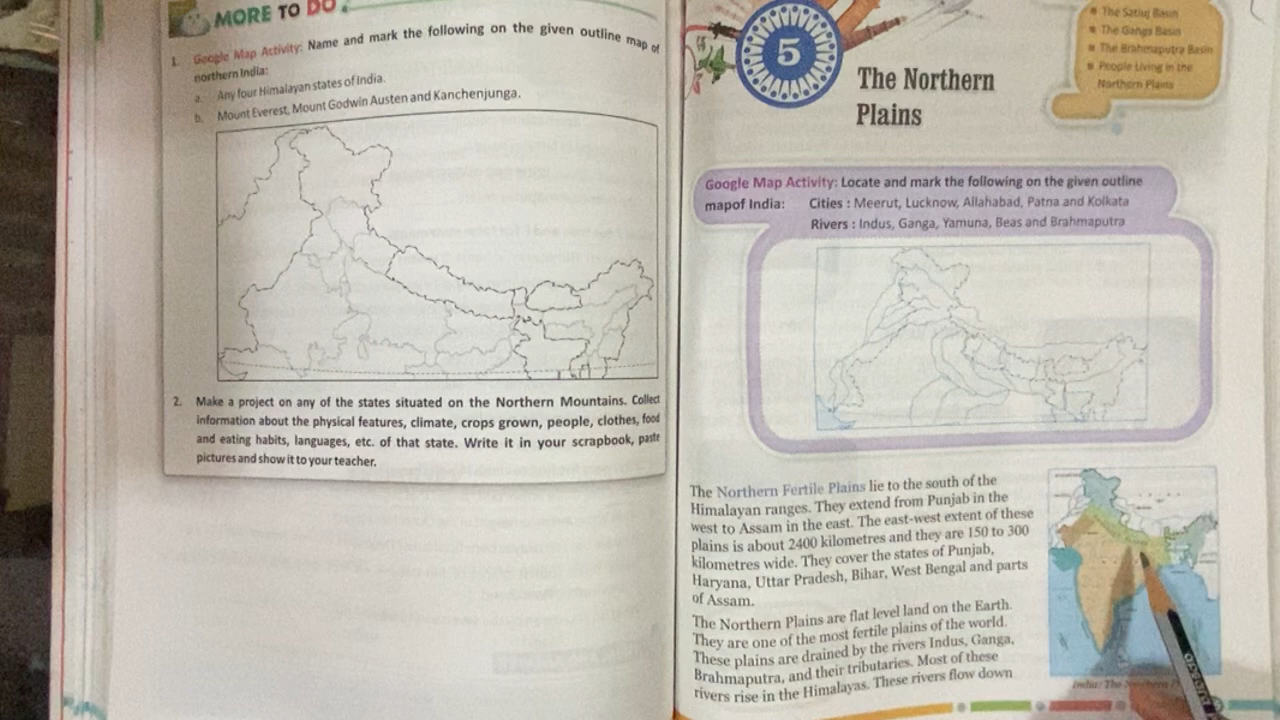 MORE TO DO
1. Google Map Activity: Name and mark the following on the given outline map of
northern India:
a. Any four Himalayan states of India.
b. Mount Everest, Mount Godwin Austen and Kanchenjunga.
2. Make a project on any of the states situated on the Northern Mountains. Collect
information about the physical features, climate, crops grown, people, clothes, food
and eating habits, languages, etc. of that state. Write it in your scrapbook, paste
pictures and show it to your teacher.
5
The Northern
Plains
The Satluj Basin
The Ganga Basin
The Brahmaputra Basin
People Living in the
Northern Plains
Google Map Activity: Locate and mark the following on the given outline
mapof India: Cities : Meerut, Lucknow, Allahabad, Patna and Kolkata
Rivers : Indus, Ganga, Yamuna, Beas and Brahmaputra
The Northern Fertile Plains lie to the south of the
Himalayan ranges. They extend from Punjab in the
west to Assam in the east. The east-west extent of these
plains is about 2400 kilometres and they are 150 to 300
kilometres wide. They cover the states of Punjab,
Haryana, Uttar Pradesh, Bihar, West Bengal and parts
of Assam.
The Northern Plains are flat level land on the Earth.
They are one of the most fertile plains of the world.
These plains are drained by the rivers Indus, Ganga,
Brahmaputra, and their tributaries. Most of these
rivers rise in the Himalayas. These rivers flow down
India: The Northern